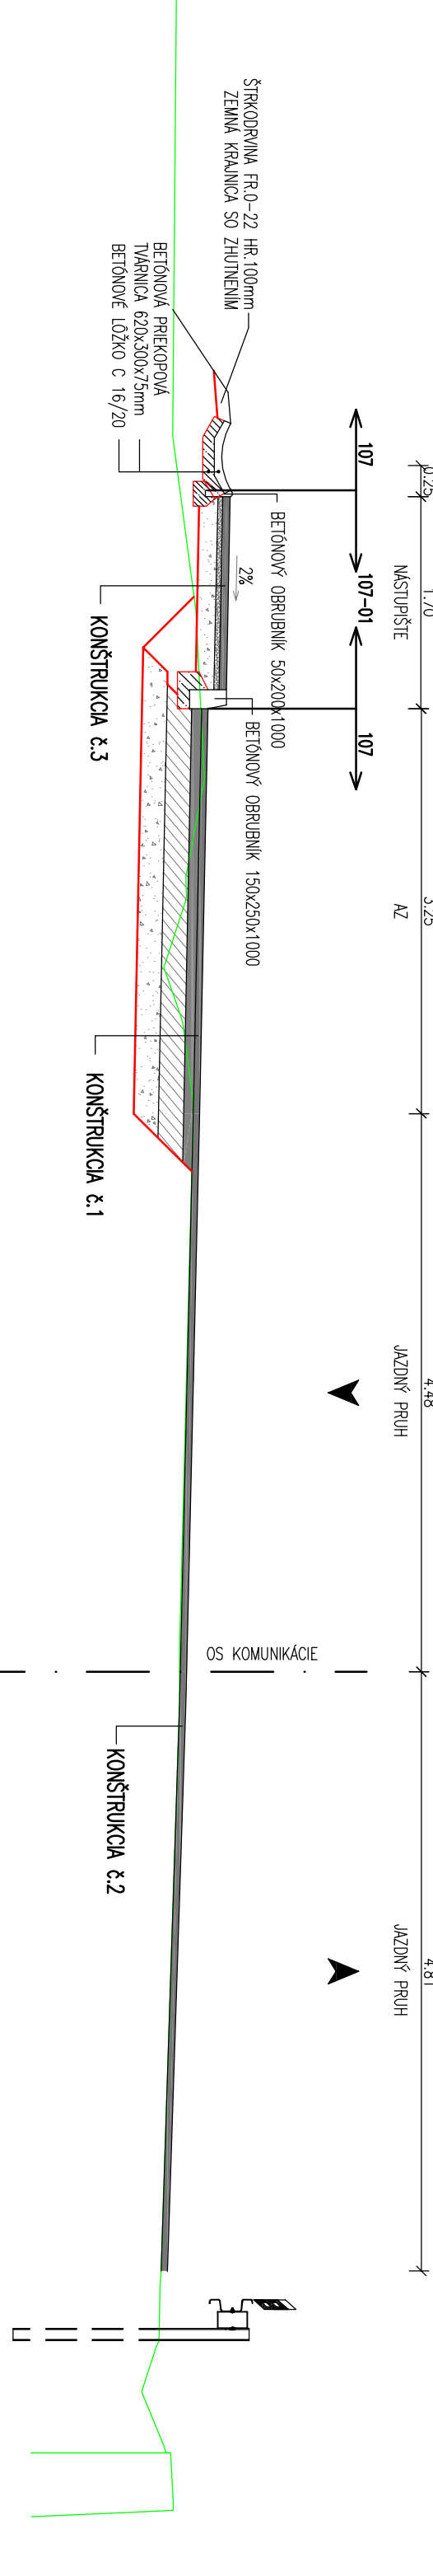 ŠTRKODRVINA FR.0-22 HR.100mm
ZEMNÁ KRAJNICA SO ZHUTNENÍM
BETÓNOVÁ PRIEKOPOVÁ
TVÁRNICA 620x300x75mm
BETÓNOVÉ LÔŽKO C 16/20
107
107-01
107
0.25
1.70
NÁSTUPIŠTE
3.25
AZ
4.48
JAZDNÝ PRUH
4.81
JAZDNÝ PRUH
2%
BETÓNOVÝ OBRUBNÍK 50x200x1000
BETÓNOVÝ OBRUBNÍK 150x250x1000
KONŠTRUKCIA č.3
KONŠTRUKCIA č.1
OS KOMUNIKÁCIE
KONŠTRUKCIA č.2